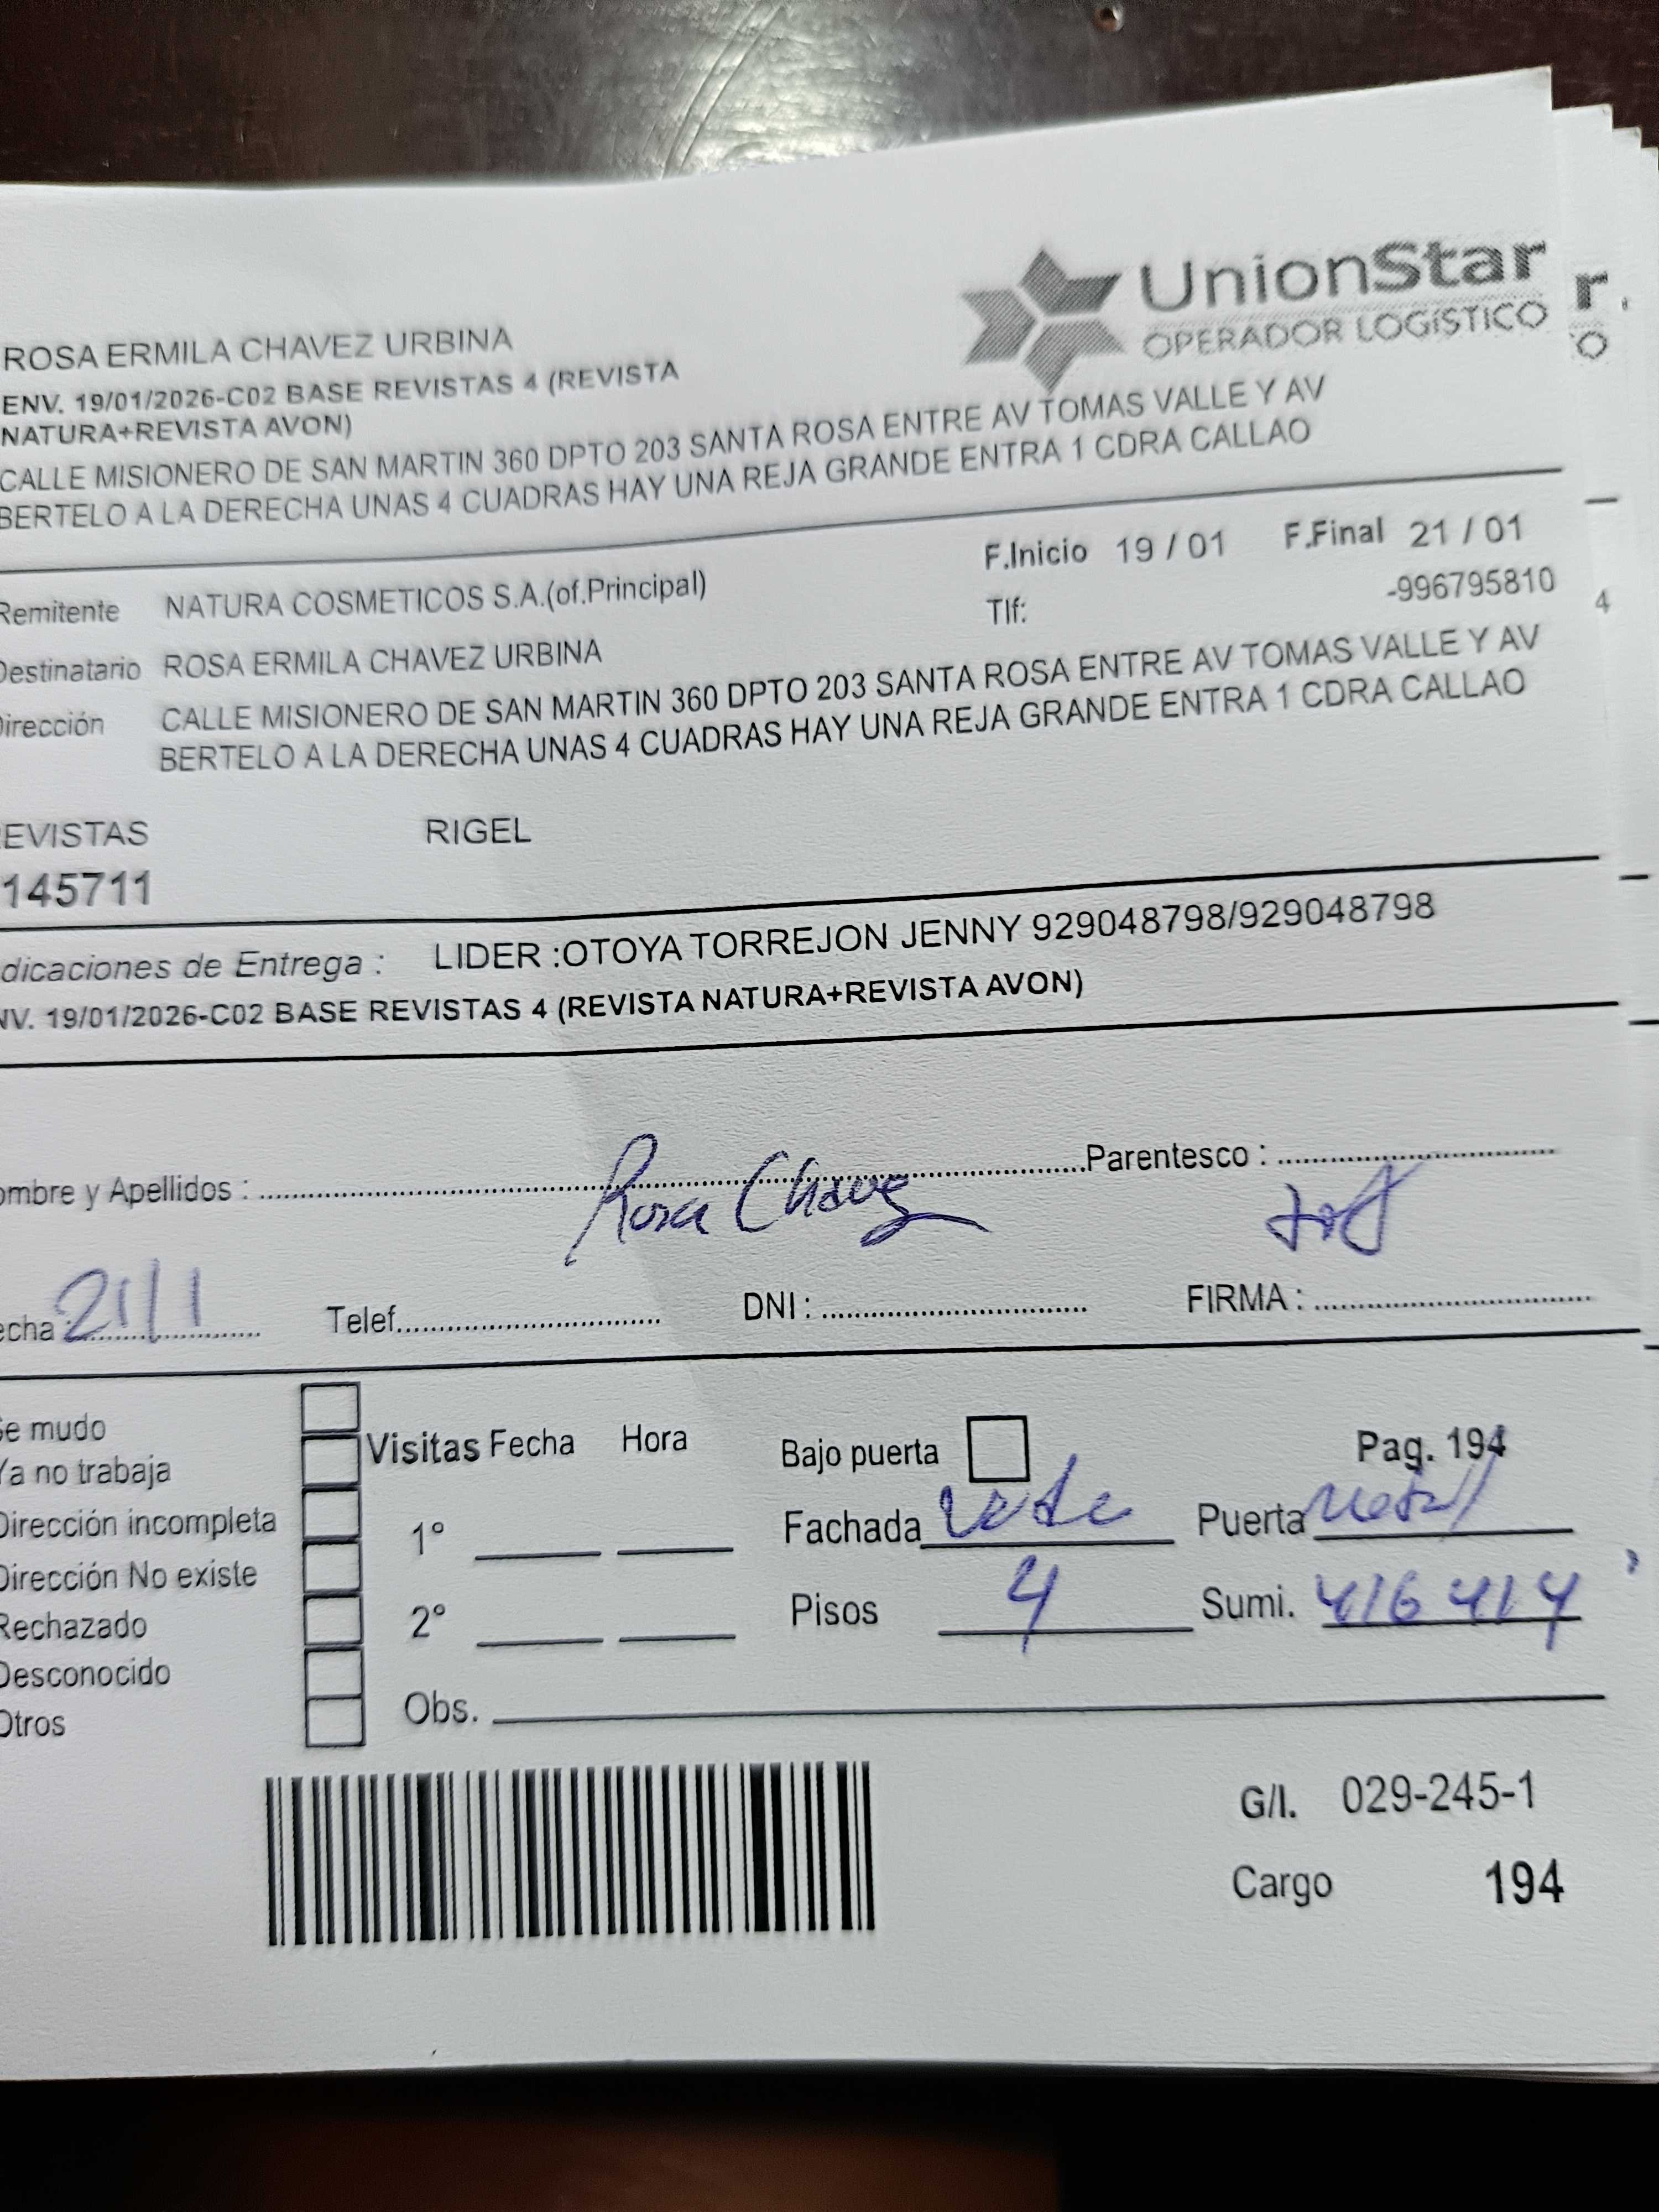 UnionStar r
OPERADOR LOGÍSTICO O
ROSA ERMILA CHAVEZ URBINA
ENV. 19/01/2026-C02 BASE REVISTAS 4 (REVISTA
NATURA+REVISTA AVON)
CALLE MISIONERO DE SAN MARTIN 360 DPTO 203 SANTA ROSA ENTRE AV TOMAS VALLE Y AV
BERTELO A LA DERECHA UNAS 4 CUADRAS HAY UNA REJA GRANDE ENTRA 1 CDRA CALLAO
F.Inicio 19 / 01 F.Final 21 / 01
Remitente NATURA COSMETICOS S.A.(of.Principal) Tlf: -996795810 4
Destinatario ROSA ERMILA CHAVEZ URBINA
Dirección CALLE MISIONERO DE SAN MARTIN 360 DPTO 203 SANTA ROSA ENTRE AV TOMAS VALLE Y AV
BERTELO A LA DERECHA UNAS 4 CUADRAS HAY UNA REJA GRANDE ENTRA 1 CDRA CALLAO
EVISTAS RIGEL
145711
dicaciones de Entrega : LIDER :OTOYA TORREJON JENNY 929048798/929048798
NV. 19/01/2026-C02 BASE REVISTAS 4 (REVISTA NATURA+REVISTA AVON)
ombre y Apellidos : Rosa Chavez Parentesco :
echa 21/1 Telef. DNI : FIRMA :
Se mudo
Ya no trabaja Visitas Fecha Hora Bajo puerta Pag. 194
Dirección incompleta 1° Fachada Puerta metal
Dirección No existe
Rechazado 2° Pisos 4 Sumi. 416414
Desconocido
Otros Obs.
G/I. 029-245-1
Cargo 194